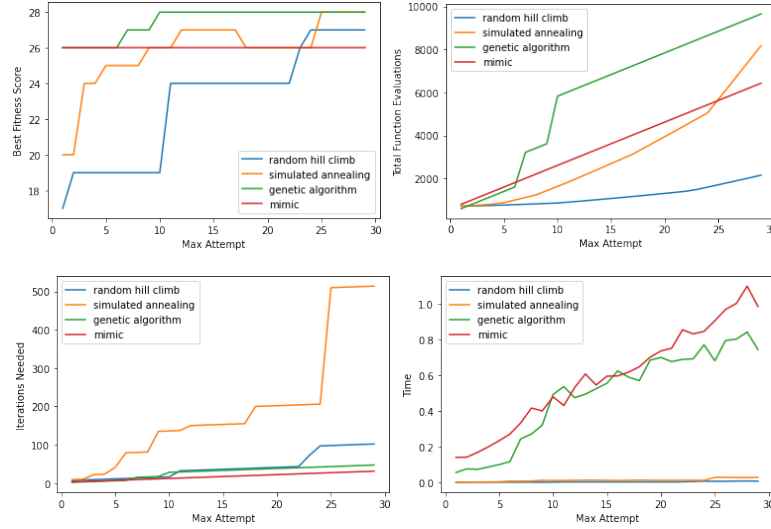 28
26
24
22
20
18
Best Fitness Score
random hill climb
simulated annealing
genetic algorithm
mimic
0 5 10 15 20 25 30
Max Attempt
10000
8000
6000
4000
2000
Total Function Evaluations
random hill climb
simulated annealing
genetic algorithm
mimic
0 5 10 15 20 25 30
Max Attempt
500
400
300
200
100
0
Iterations Needed
random hill climb
simulated annealing
genetic algorithm
mimic
0 5 10 15 20 25 30
Max Attempt
1.0
0.8
0.6
0.4
0.2
0.0
Time
random hill climb
simulated annealing
genetic algorithm
mimic
0 5 10 15 20 25 30
Max Attempt